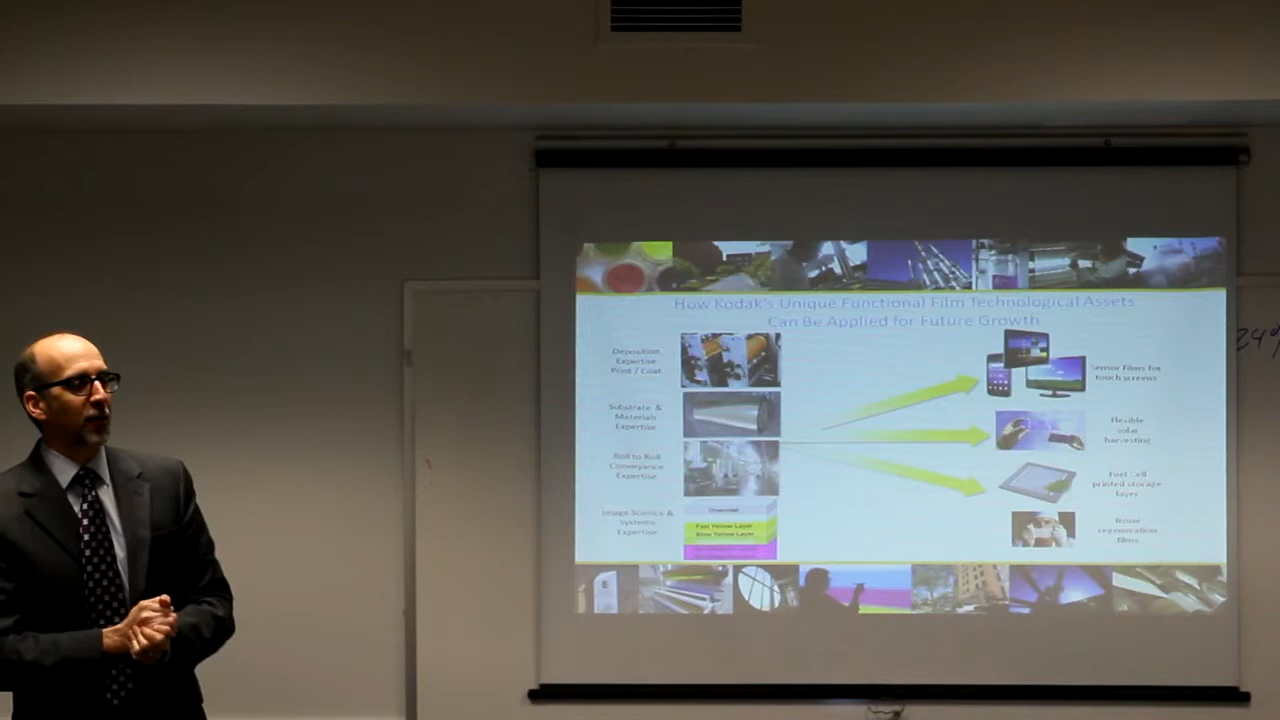 How Kodak's Unique Functional Film Technological Assets
Can Be Applied for Future Growth
Deposition
Expertise
Print / Coat
Substrate &
Materials
Expertise
Roll to Roll
Conveyance
Expertise
Image Science &
Systems
Expertise
Overcoat
Fast Yellow Layer
Slow Yellow Layer
Sensor Films for
touch screens
Flexible
solar
harvesting
Fuel Cell
printed storage
layer
tissue
regeneration
films
E
24%